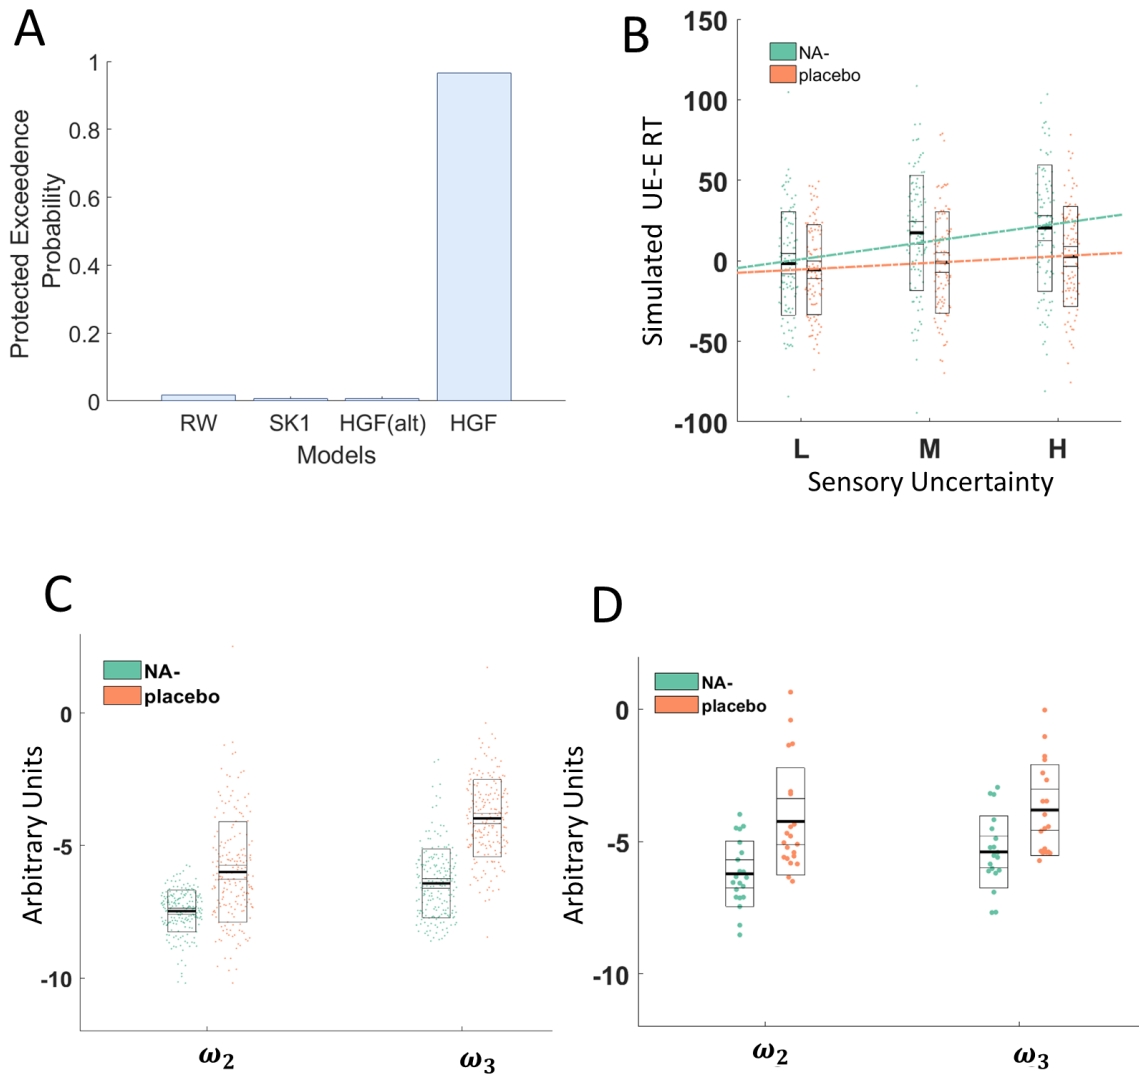 A
Protected Exceedence
Probability
1
0.8
0.6
0.4
0.2
0
RW SK1 HGF(alt) HGF
Models
B
Simulated UE-E RT
150
100
50
0
-50
-100
NA-
placebo
L M H
Sensory Uncertainty
C
Arbitrary Units
0
-5
-10
NA-
placebo
ω2 ω3
D
Arbitrary Units
0
-5
-10
NA-
placebo
ω2 ω3